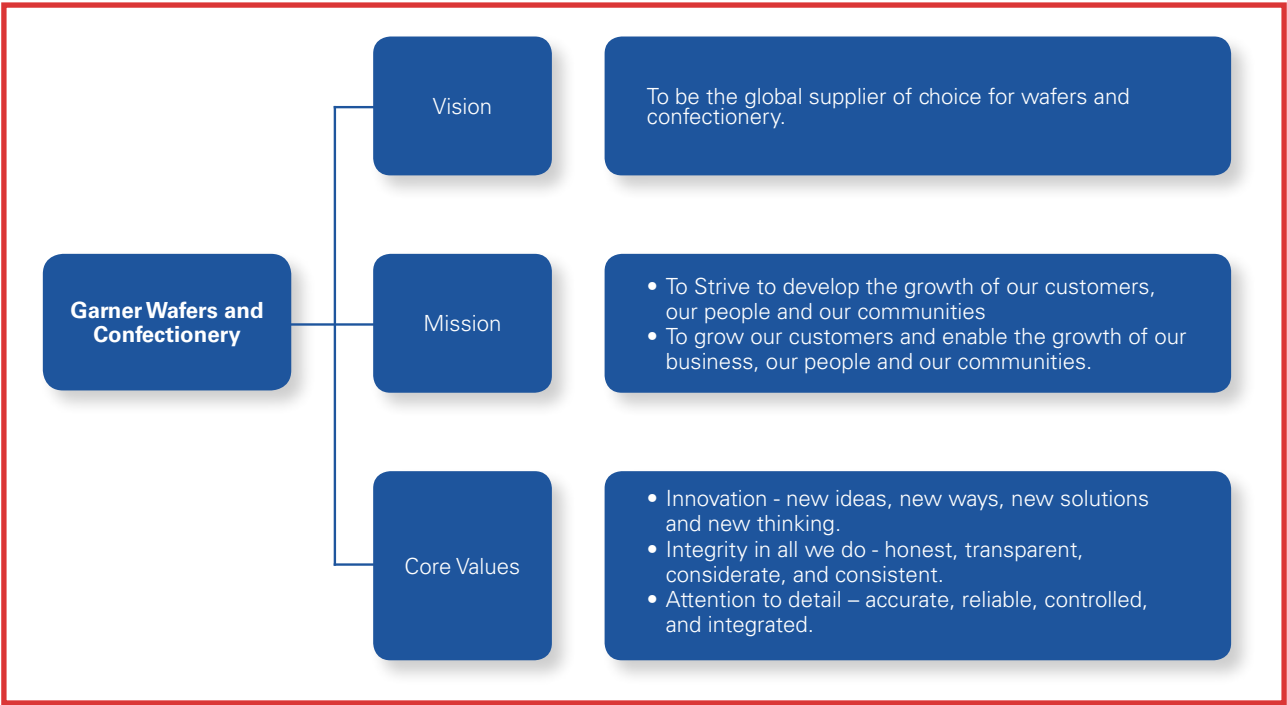 Garner Wafers and
Confectionery
Vision
To be the global supplier of choice for wafers and
confectionery.
Mission
• To Strive to develop the growth of our customers,
our people and our communities
• To grow our customers and enable the growth of our
business, our people and our communities.
Core Values
• Innovation - new ideas, new ways, new solutions
and new thinking.
• Integrity in all we do - honest, transparent,
considerate, and consistent.
• Attention to detail – accurate, reliable, controlled,
and integrated.